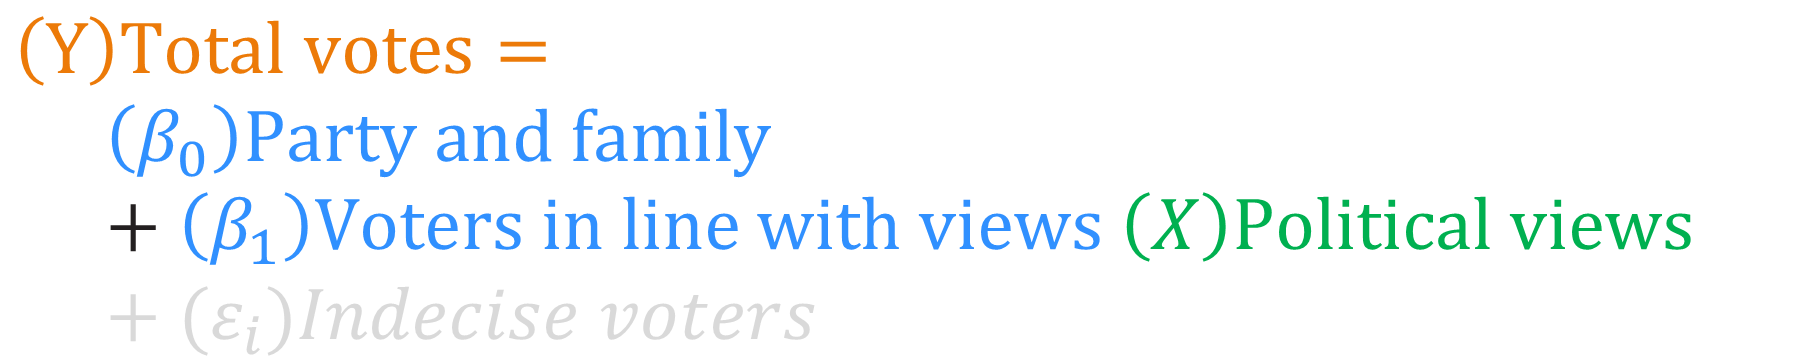 (Y)Total votes =
(β₀)Party and family
+ (β₁)Voters in line with views (X)Political views
+ (εᵢ)Indecise voters